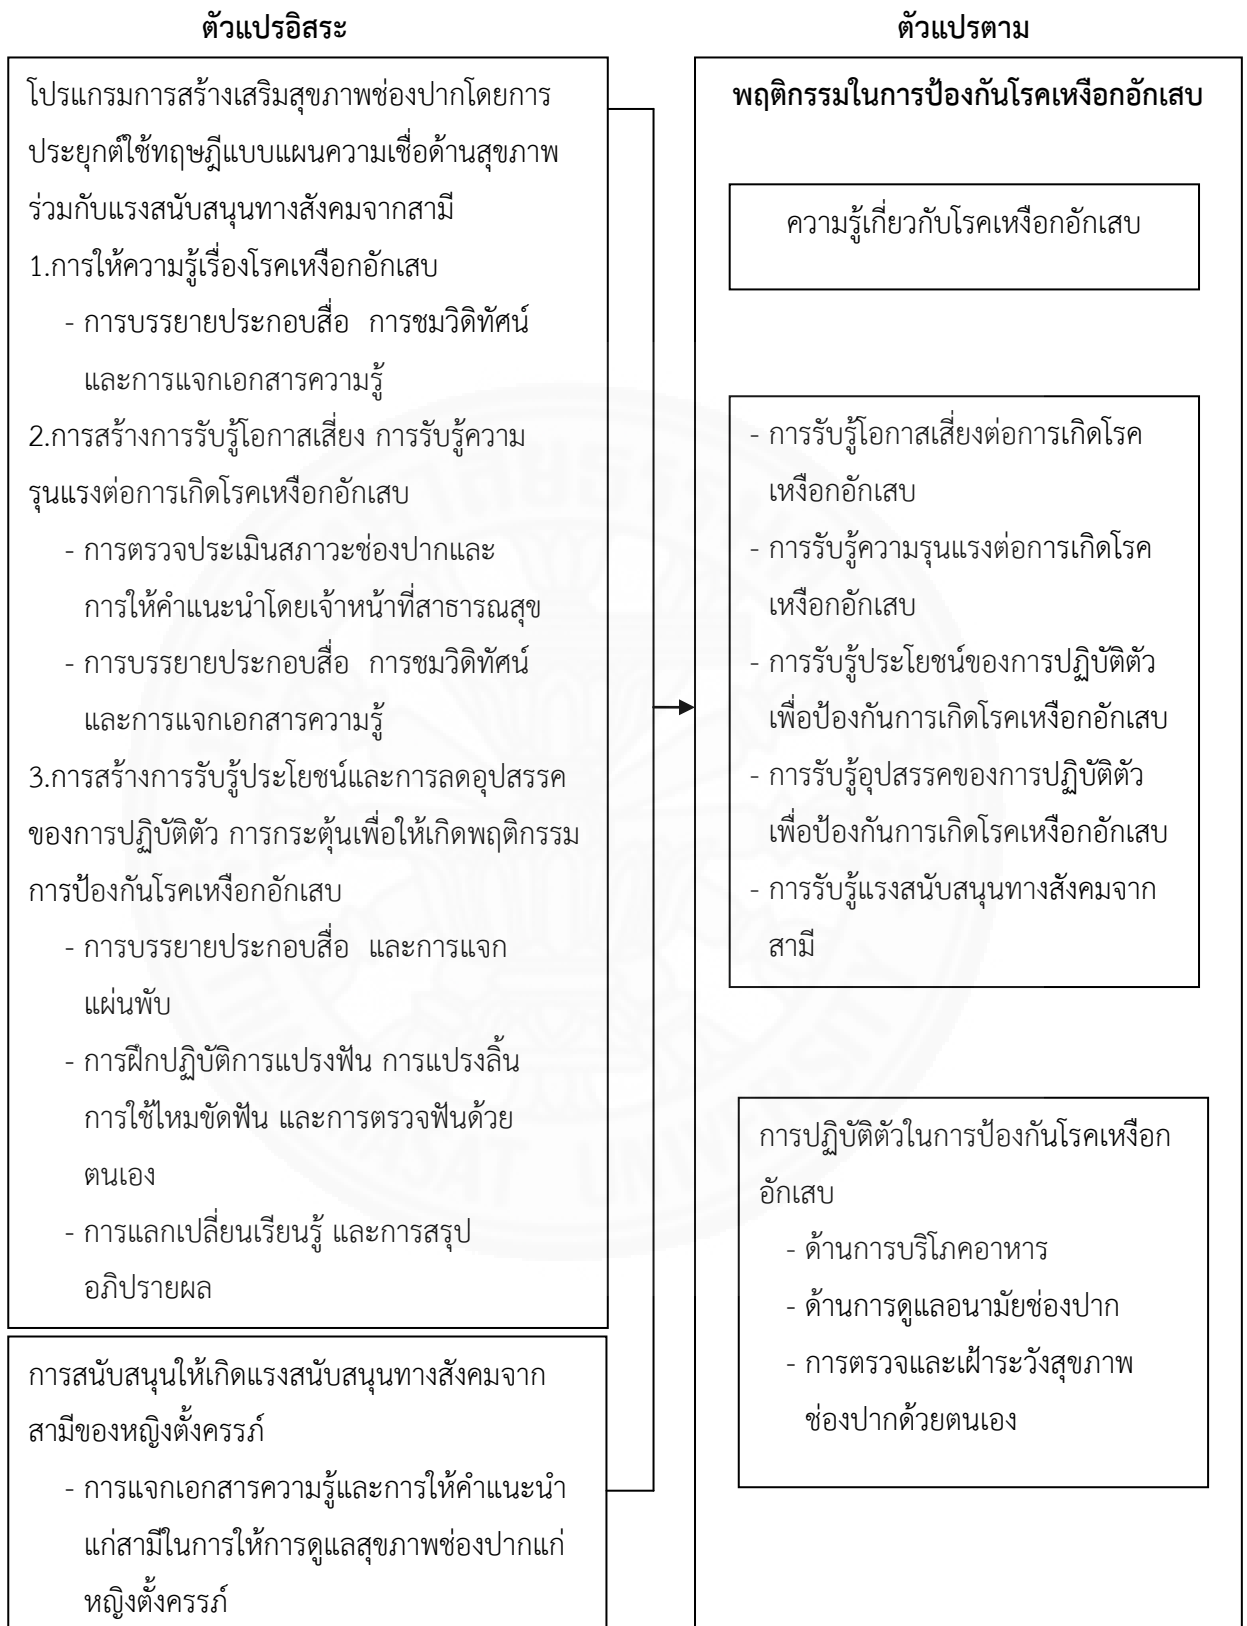 ตัวแปรอิสระ
โปรแกรมการสร้างเสริมสุขภาพช่องปากโดยการ
ประยุกต์ใช้ทฤษฎีแบบแผนความเชื่อด้านสุขภาพ
ร่วมกับแรงสนับสนุนทางสังคมจากสามี
1.การให้ความรู้เรื่องโรคเหงือกอักเสบ
- การบรรยายประกอบสื่อ การชมวิดิทัศน์
และการแจกเอกสารความรู้
2.การสร้างการรับรู้โอกาสเสี่ยง การรับรู้ความ
รุนแรงต่อการเกิดโรคเหงือกอักเสบ
- การตรวจประเมินสภาวะช่องปากและ
การให้คำแนะนำโดยเจ้าหน้าที่สาธารณสุข
- การบรรยายประกอบสื่อ การชมวิดิทัศน์
และการแจกเอกสารความรู้
3.การสร้างการรับรู้ประโยชน์และการลดอุปสรรค
ของการปฏิบัติตัว การกระตุ้นเพื่อให้เกิดพฤติกรรม
การป้องกันโรคเหงือกอักเสบ
- การบรรยายประกอบสื่อ และการแจก
แผ่นพับ
- การฝึกปฏิบัติการแปรงฟัน การแปรงลิ้น
การใช้ไหมขัดฟัน และการตรวจฟันด้วย
ตนเอง
- การแลกเปลี่ยนเรียนรู้ และการสรุป
อภิปรายผล
การสนับสนุนให้เกิดแรงสนับสนุนทางสังคมจาก
สามีของหญิงตั้งครรภ์
- การแจกเอกสารความรู้และการให้คำแนะนำ
แก่สามีในการให้การดูแลสุขภาพช่องปากแก่
หญิงตั้งครรภ์
ตัวแปรตาม
พฤติกรรมในการป้องกันโรคเหงือกอักเสบ
ความรู้เกี่ยวกับโรคเหงือกอักเสบ
- การรับรู้โอกาสเสี่ยงต่อการเกิดโรค
เหงือกอักเสบ
- การรับรู้ความรุนแรงต่อการเกิดโรค
เหงือกอักเสบ
- การรับรู้ประโยชน์ของการปฏิบัติตัว
เพื่อป้องกันการเกิดโรคเหงือกอักเสบ
- การรับรู้อุปสรรคของการปฏิบัติตัว
เพื่อป้องกันการเกิดโรคเหงือกอักเสบ
- การรับรู้แรงสนับสนุนทางสังคมจาก
สามี
การปฏิบัติตัวในการป้องกันโรคเหงือก
อักเสบ
- ด้านการบริโภคอาหาร
- ด้านการดูแลอนามัยช่องปาก
- การตรวจและเฝ้าระวังสุขภาพ
ช่องปากด้วยตนเอง